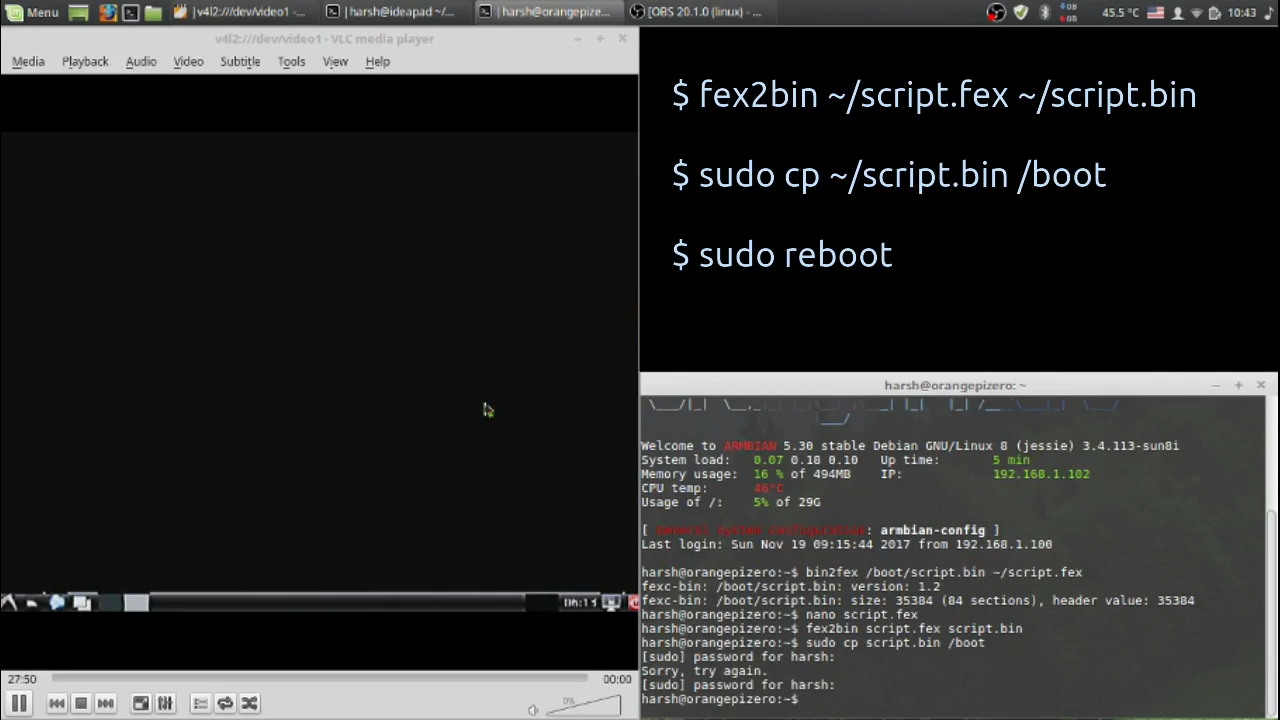 Menu
|v4l2:///dev/video1 -...
|harsh@ideapad ~/...
|harsh@orangepize...
[OBS 20.1.0 (linux) - ...
0B
0B
45.5 °C
10:43
v4l2:///dev/video1 - VLC media player
Media Playback Audio Video Subtitle Tools View Help
$ fex2bin ~/script.fex ~/script.bin
$ sudo cp ~/script.bin /boot
$ sudo reboot
harsh@orangepizero: ~
Welcome to ARMBIAN 5.30 stable Debian GNU/Linux 8 (jessie) 3.4.113-sun8i
System load: 0.07 0.18 0.10 Up time: 5 min
Memory usage: 16 % of 494MB IP: 192.168.1.102
CPU temp: 46°C
Usage of /: 5% of 29G
[ General system configuration: armbian-config ]
Last login: Sun Nov 19 09:15:44 2017 from 192.168.1.100
harsh@orangepizero:~$ bin2fex /boot/script.bin ~/script.fex
fexc-bin: /boot/script.bin: version: 1.2
fexc-bin: /boot/script.bin: size: 35384 (84 sections), header value: 35384
harsh@orangepizero:~$ nano script.fex
harsh@orangepizero:~$ fex2bin script.fex script.bin
harsh@orangepizero:~$ sudo cp script.bin /boot
[sudo] password for harsh:
Sorry, try again.
[sudo] password for harsh:
harsh@orangepizero:~$
27:50
00:00
0%